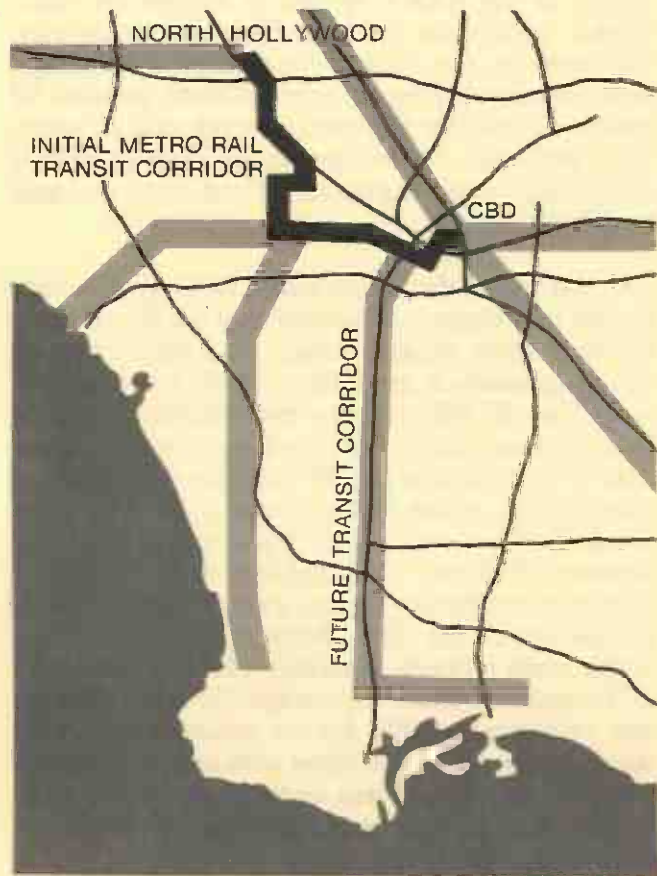 NORTH HOLLYWOOD
INITIAL METRO RAIL
TRANSIT CORRIDOR
CBD
FUTURE TRANSIT CORRIDOR